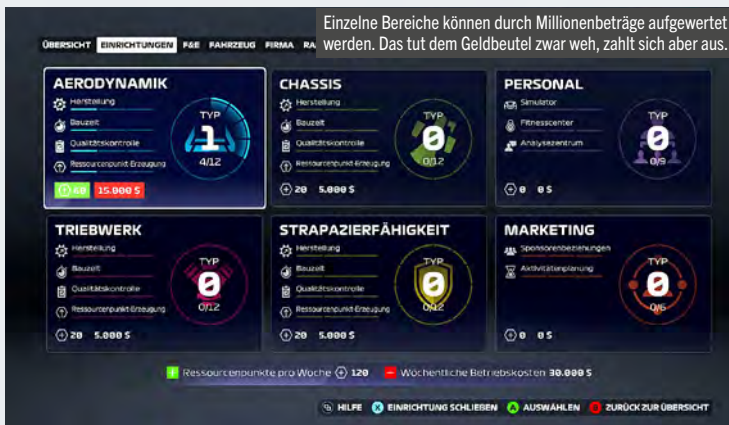 Einzelne Bereiche können durch Millionenbeträge aufgewertet
werden. Das tut dem Geldbeutel zwar weh, zahlt sich aber aus.
ÜBERSICHT EINRICHTUNGEN F&E FAHRZEUG FIRMA
AERODYNAMIK
Herstellung
Bauzeit
Qualitätskontrolle
Ressourcenpunkt-Erzeugung
TYP
1
4/12
15.000 $
CHASSIS
Herstellung
Bauzeit
Qualitätskontrolle
Ressourcenpunkt-Erzeugung
TYP
0
0/12
20 5.000 $
PERSONAL
Simulator
Fitnesscenter
Analysezentrum
TYP
0
0/9
0 0 $
TRIEBWERK
Herstellung
Bauzeit
Qualitätskontrolle
Ressourcenpunkt-Erzeugung
TYP
0
0/12
20 5.000 $
STRAPAZIERFÄHIGKEIT
Herstellung
Bauzeit
Qualitätskontrolle
Ressourcenpunkt-Erzeugung
TYP
0
0/12
20 5.000 $
MARKETING
Sponsorenbeziehungen
Aktivitätenplanung
TYP
0
0/6
0 0 $
Ressourcenpunkte pro Woche 120 Wöchentliche Betriebskosten 30.000 $
HILFE X EINRICHTUNG SCHLIEßEN A AUSWÄHLEN B ZURÜCK ZUR ÜBERSICHT